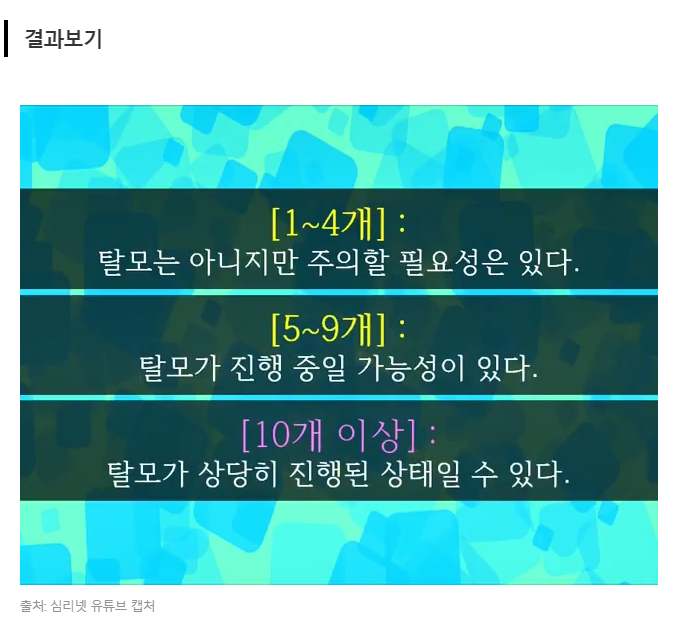 결과보기
[1~4개] :
탈모는 아니지만 주의할 필요성은 있다.
[5~9개] :
탈모가 진행 중일 가능성이 있다.
[10개 이상] :
탈모가 상당히 진행된 상태일 수 있다.
출처: 심리넷 유튜브 캡처